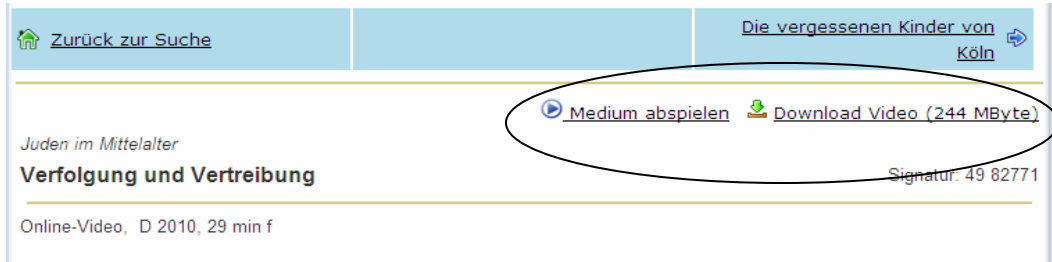 Zurück zur Suche
Die vergessenen Kinder von
Köln
Medium abspielen Download Video (244 MByte)
Juden im Mittelalter
Verfolgung und Vertreibung
Signatur: 49 82771
Online-Video, D 2010, 29 min f